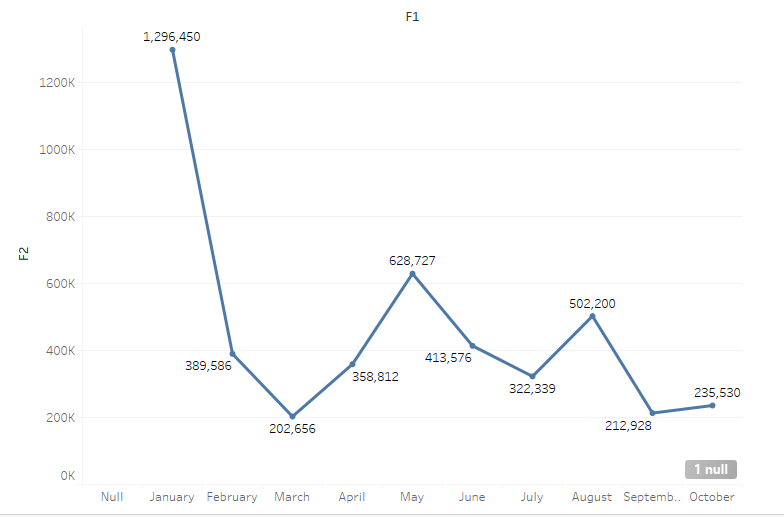 F1
1,296,450
1200K
1000K
800K
628,727
F2
600K
502,200
413,576
400K
389,586
358,812
322,339
235,530
200K
202,656
212,928
1 null
0K
Null January February March April May June July August Septemb.. October